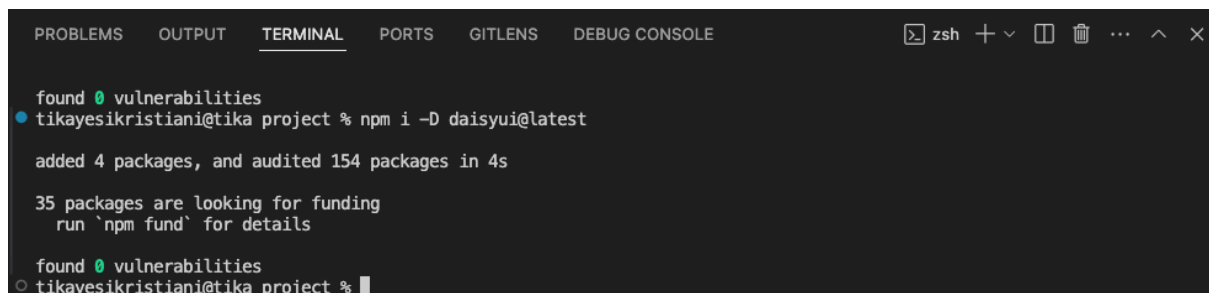 PROBLEMS OUTPUT TERMINAL PORTS GITLENS DEBUG CONSOLE zsh
found 0 vulnerabilities
tikayesikristiani@tika project % npm i -D daisyui@latest
added 4 packages, and audited 154 packages in 4s
35 packages are looking for funding
run `npm fund` for details
found 0 vulnerabilities
tikayesikristiani@tika project %